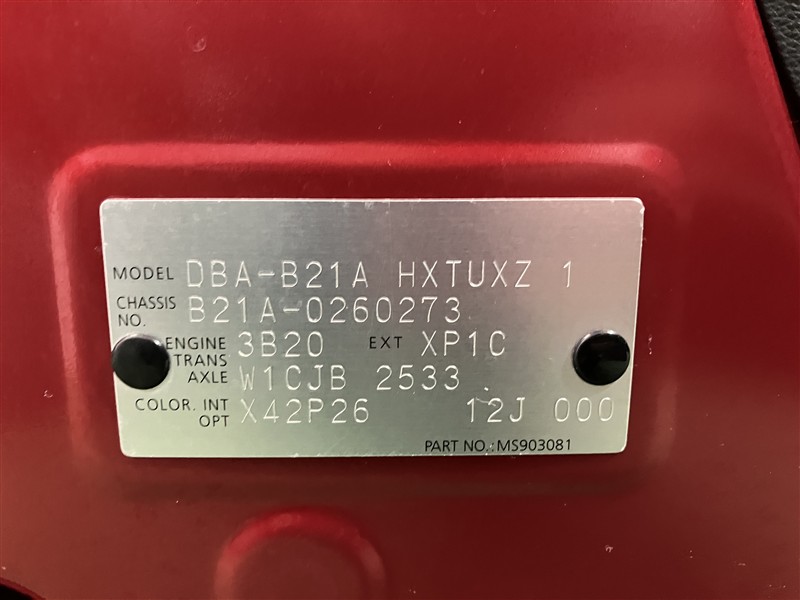 MODEL DBA-B21A HXTUXZ 1
CHASSIS NO. B21A-0260273
ENGINE 3B20 EXT XP1C
TRANS AXLE W1CJB 2533
COLOR. INT OPT X42P26 12J 000
PART NO.:MS903081